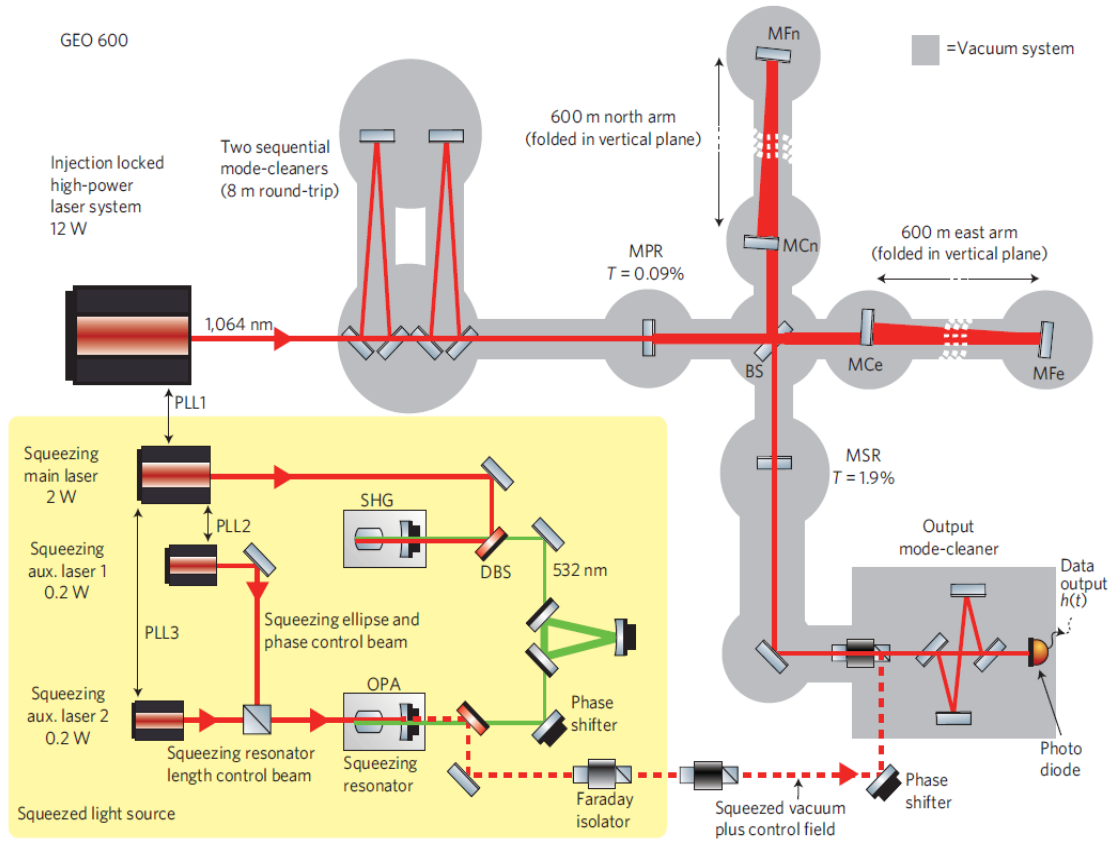 GEO 600
=Vacuum system
MFn
600 m north arm
(folded in vertical plane)
Two sequential
mode-cleaners
(8 m round-trip)
Injection locked
high-power
laser system
12 W
MCn
600 m east arm
(folded in vertical plane)
MPR
T = 0.09%
1,064 nm
BS
MCe
MFe
PLL1
Squeezing
main laser
2 W
MSR
T = 1.9%
SHG
PLL2
DBS
532 nm
Output
mode-cleaner
Data
output
h(t)
Squeezing
aux. laser 1
0.2 W
Squeezing ellipse and
phase control beam
PLL3
OPA
Phase
shifter
Squeezing
aux. laser 2
0.2 W
Squeezing resonator
length control beam
Squeezing
resonator
Photo
diode
Phase
shifter
Faraday
isolator
Squeezed vacuum
plus control field
Squeezed light source